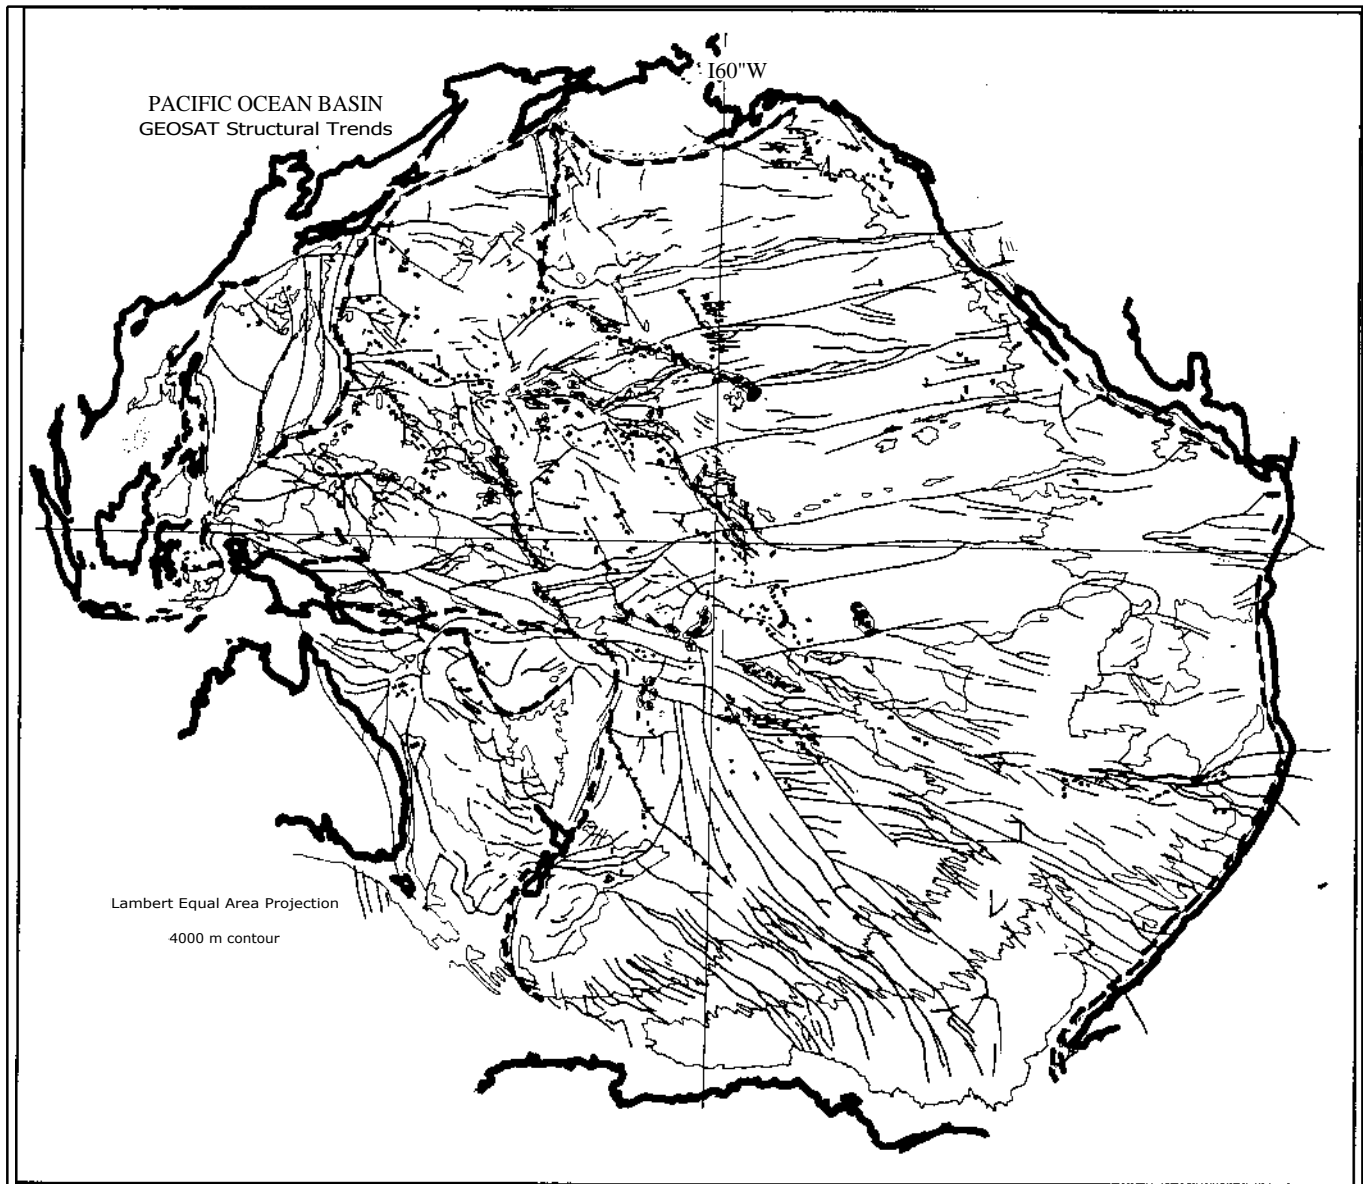 I60"W
PACIFIC OCEAN BASIN
GEOSAT Structural Trends
Lambert Equal Area Projection
4000 m contour